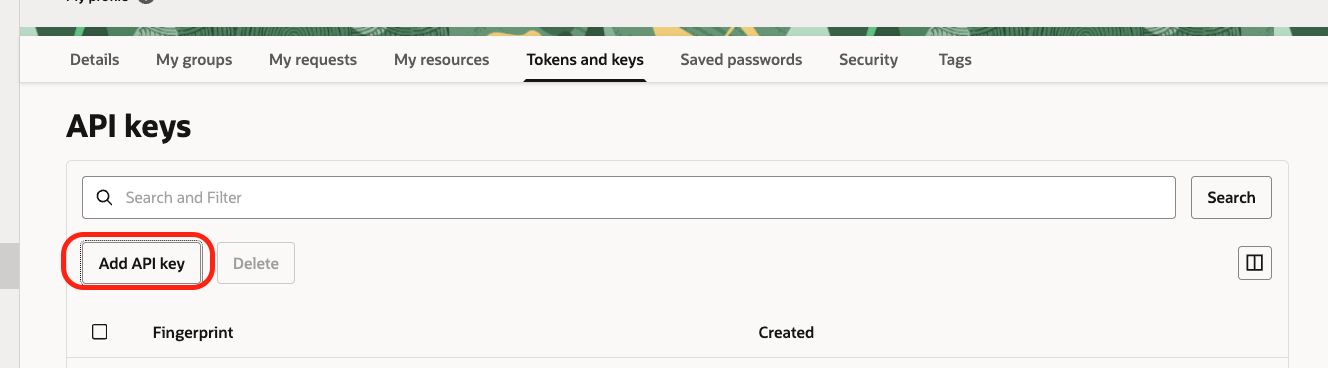 My profile
Details My groups My requests My resources Tokens and keys Saved passwords Security Tags
API keys
Search and Filter Search
Add API key Delete
Fingerprint Created